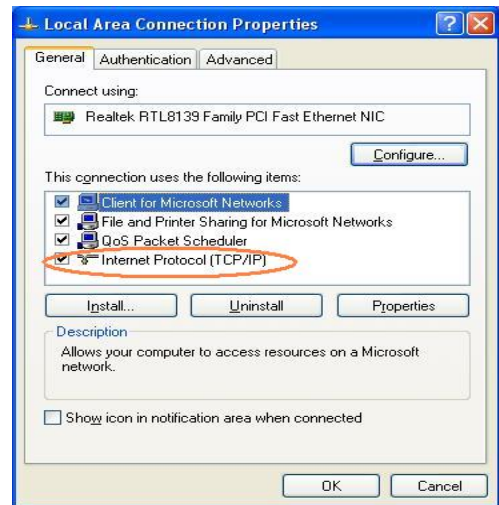 Local Area Connection Properties
General Authentication Advanced
Connect using:
Realtek RTL8139 Family PCI Fast Ethernet NIC
Configure...
This connection uses the following items:
Client for Microsoft Networks
File and Printer Sharing for Microsoft Networks
QoS Packet Scheduler
Internet Protocol (TCP/IP)
Install... Uninstall Properties
Description
Allows your computer to access resources on a Microsoft
network.
Show icon in notification area when connected
OK Cancel